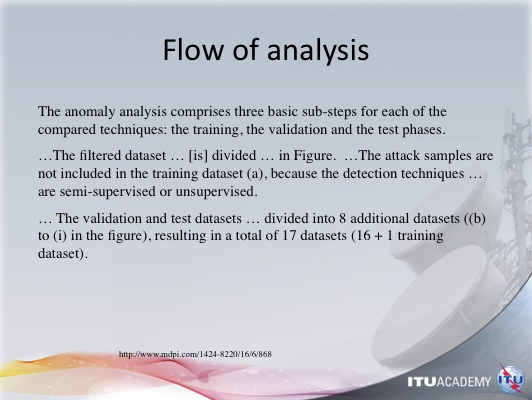 Flow of analysis
The anomaly analysis comprises three basic sub-steps for each of the
compared techniques: the training, the validation and the test phases.
…The filtered dataset … [is] divided … in Figure.  …The attack samples are
not included in the training dataset (a), because the detection techniques …
are semi-supervised or unsupervised.
… The validation and test datasets … divided into 8 additional datasets ((b)
to (i) in the figure), resulting in a total of 17 datasets (16 + 1 training
dataset).
http://www.mdpi.com/1424-8220/16/6/868
ITUACADEMY ITU